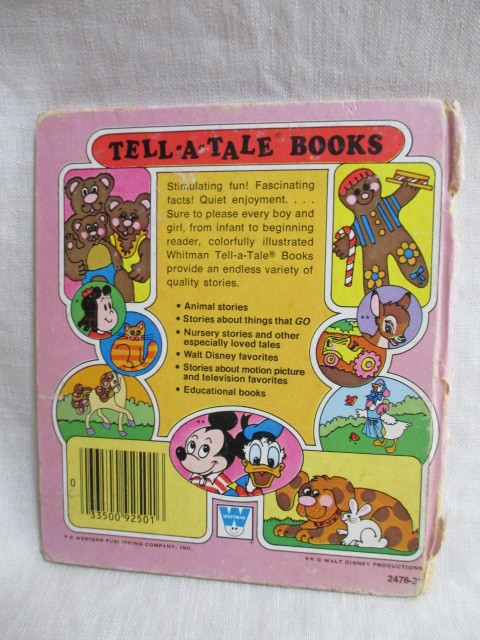 TELL-A-TALE® BOOKS
Stimulating fun! Fascinating
facts! Quiet enjoyment. . . .
Sure to please every boy and
girl, from infant to beginning
reader, colorfully illustrated
Whitman Tell-a-Tale® Books
provide an endless variety of
quality stories.
• Animal stories
• Stories about things that GO
• Nursery stories and other
especially loved tales
• Walt Disney favorites
• Stories about motion picture
and television favorites
• Educational books
**
0
33500 92501
W
WHITMAN
* © WESTERN PUBLISHING COMPANY, INC.
** © WALT DISNEY PRODUCTIONS